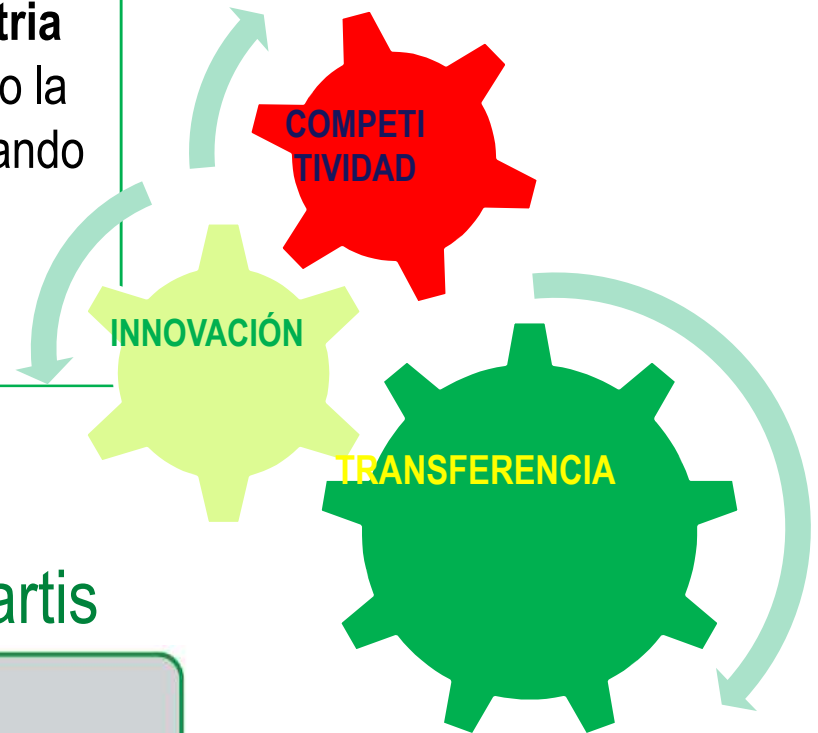 tria
o la
ando
COMPETI
TIVIDAD
INNOVACIÓN
TRANSFERENCIA
artis